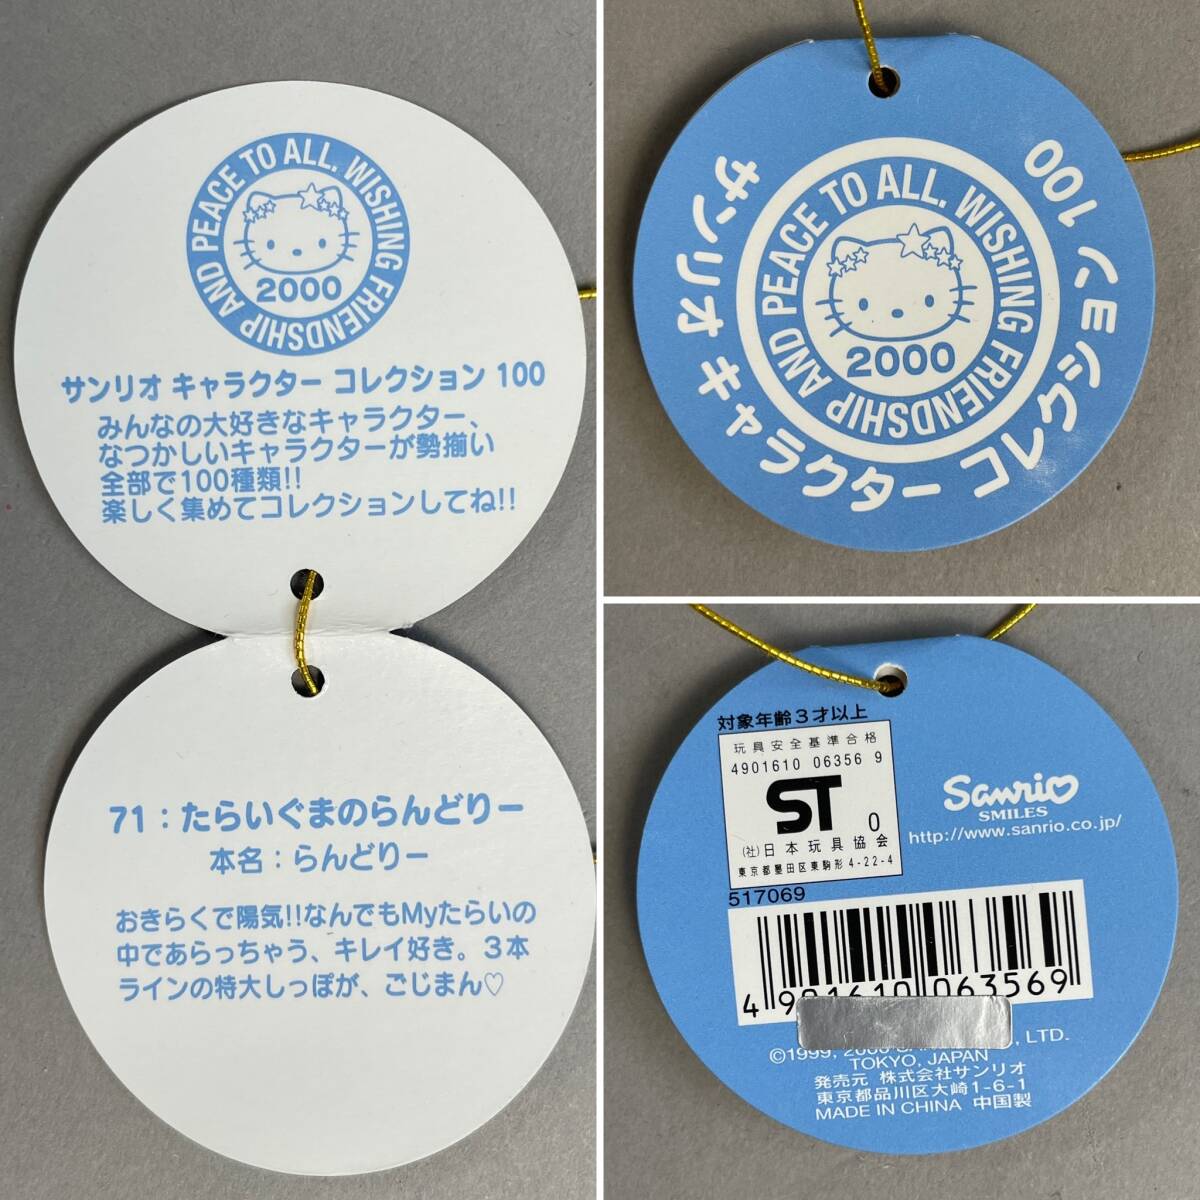 PEACE TO ALL. WISHING FRIENDSHIP AND
2000
サンリオ キャラクター コレクション 100
みんなの大好きなキャラクター、
なつかしいキャラクターが勢揃い
全部で100種類!!
楽しく集めてコレクションしてね!!
71：たらいぐまのらんどりー
本名：らんどりー
おきらくで陽気!!なんでもMyたらいの
中であらっちゃう、キレイ好き。3本
ラインの特大しっぽが、ごじまん♡
サンリオ キャラクター コレクション 100
PEACE TO ALL. WISHING FRIENDSHIP AND
2000
対象年齢3才以上
玩具安全基準合格
4901610 06356 9
ST 0
(社)日本玩具協会
東京都墨田区東駒形4-22-4
Sanrio
SMILES
http://www.sanrio.co.jp/
517069
4 901610 063569
©1999, 2000 , LTD.
TOKYO, JAPAN
発売元 株式会社サンリオ
東京都品川区大崎1-6-1
MADE IN CHINA 中国製